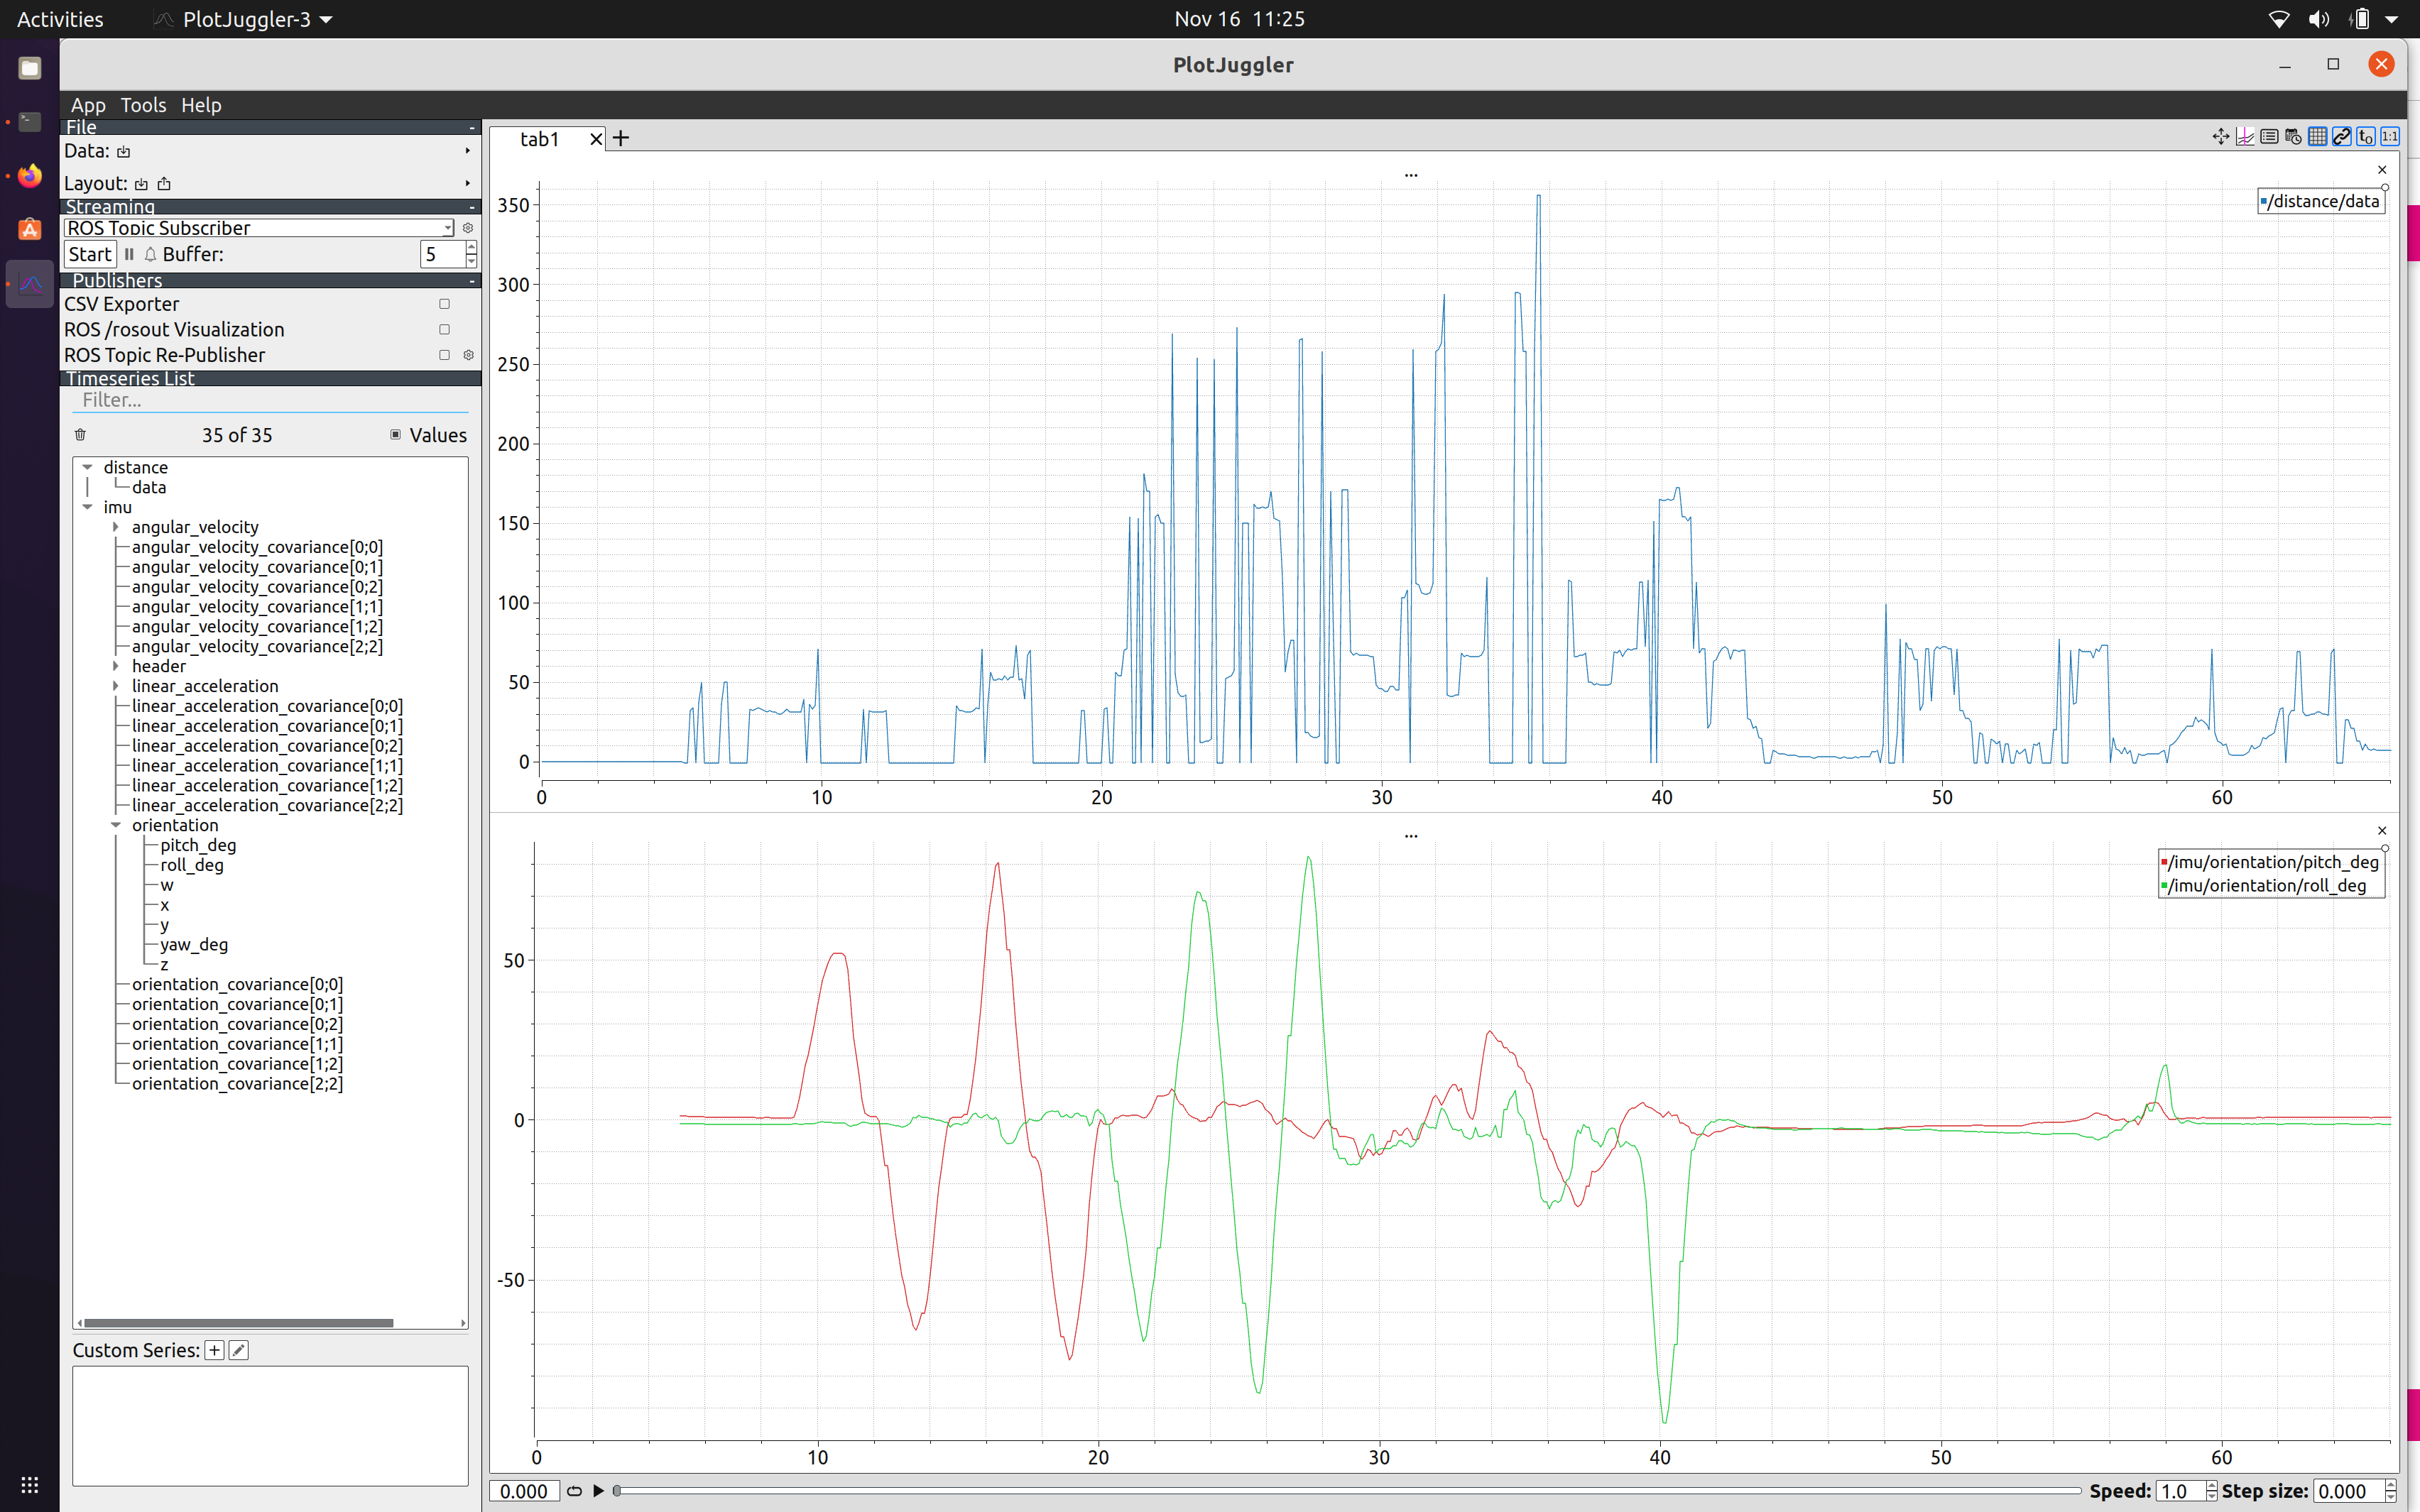 Activities PlotJuggler-3 Nov 16 11:25
PlotJuggler
App Tools Help
File -
Data:
Layout:
Streaming -
ROS Topic Subscriber
Start Buffer: 5
Publishers -
CSV Exporter
ROS /rosout Visualization
ROS Topic Re-Publisher
Timeseries List
Filter...
35 of 35 Values
distance
data
imu
angular_velocity
angular_velocity_covariance[0;0]
angular_velocity_covariance[0;1]
angular_velocity_covariance[0;2]
angular_velocity_covariance[1;1]
angular_velocity_covariance[1;2]
angular_velocity_covariance[2;2]
header
linear_acceleration
linear_acceleration_covariance[0;0]
linear_acceleration_covariance[0;1]
linear_acceleration_covariance[0;2]
linear_acceleration_covariance[1;1]
linear_acceleration_covariance[1;2]
linear_acceleration_covariance[2;2]
orientation
pitch_deg
roll_deg
w
x
y
yaw_deg
z
orientation_covariance[0;0]
orientation_covariance[0;1]
orientation_covariance[0;2]
orientation_covariance[1;1]
orientation_covariance[1;2]
orientation_covariance[2;2]
Custom Series:
tab1
t0 1:1
...
/distance/data
350
300
250
200
150
100
50
0
0 10 20 30 40 50 60
...
/imu/orientation/pitch_deg
/imu/orientation/roll_deg
50
0
-50
0 10 20 30 40 50 60
0.000 Speed: 1.0 Step size: 0.000